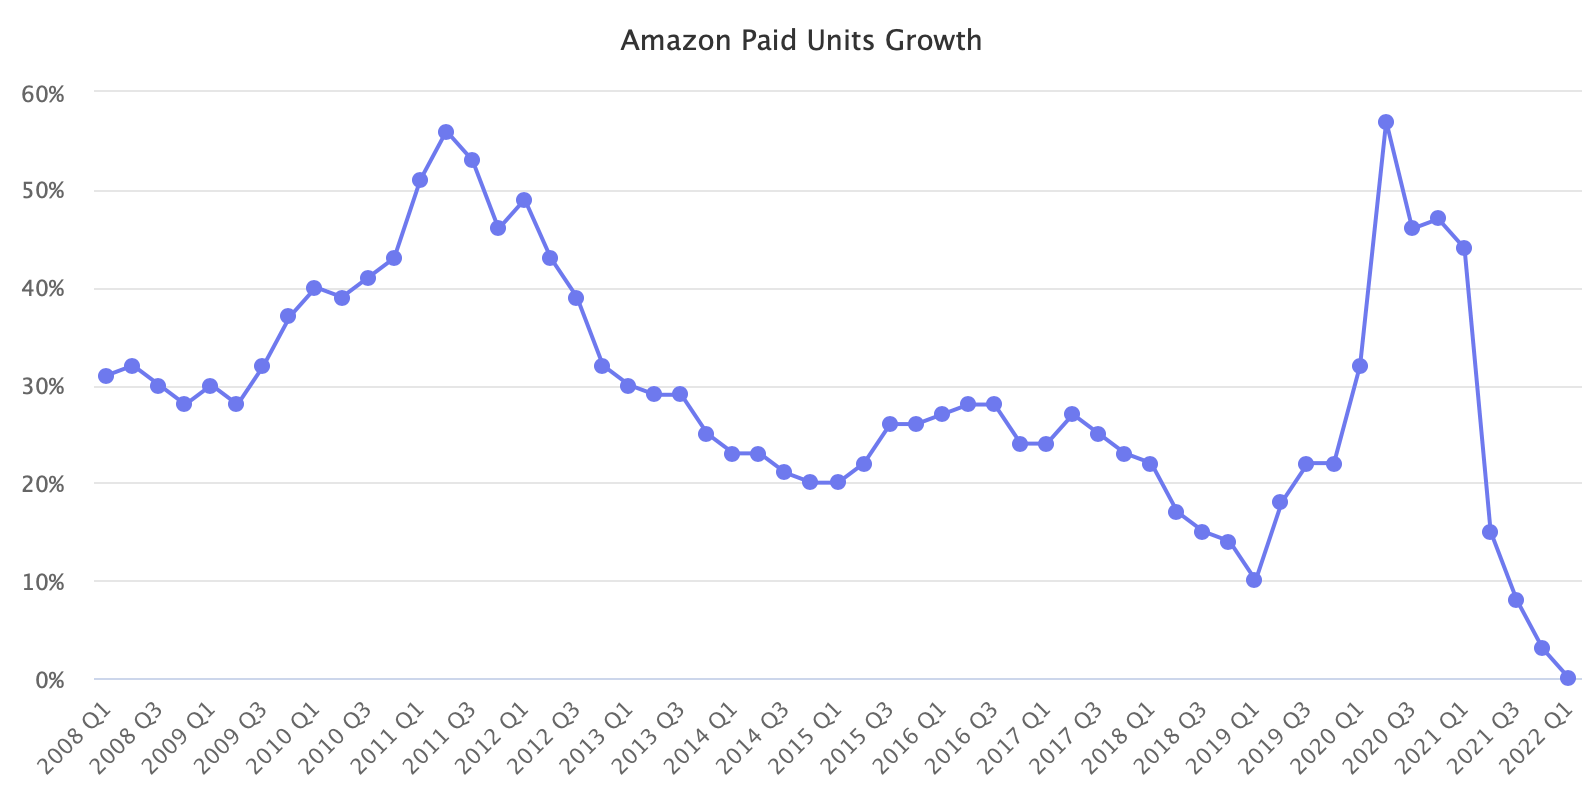 Amazon Paid Units Growth
60%
50%
40%
30%
20%
10%
0%
2008 Q1
2008 Q3
2009 Q1
2009 Q3
2010 Q1
2010 Q3
2011 Q1
2011 Q3
2012 Q1
2012 Q3
2013 Q1
2013 Q3
2014 Q1
2014 Q3
2015 Q1
2015 Q3
2016 Q1
2016 Q3
2017 Q1
2017 Q3
2018 Q1
2018 Q3
2019 Q1
2019 Q3
2020 Q1
2020 Q3
2021 Q1
2021 Q3
2022 Q1